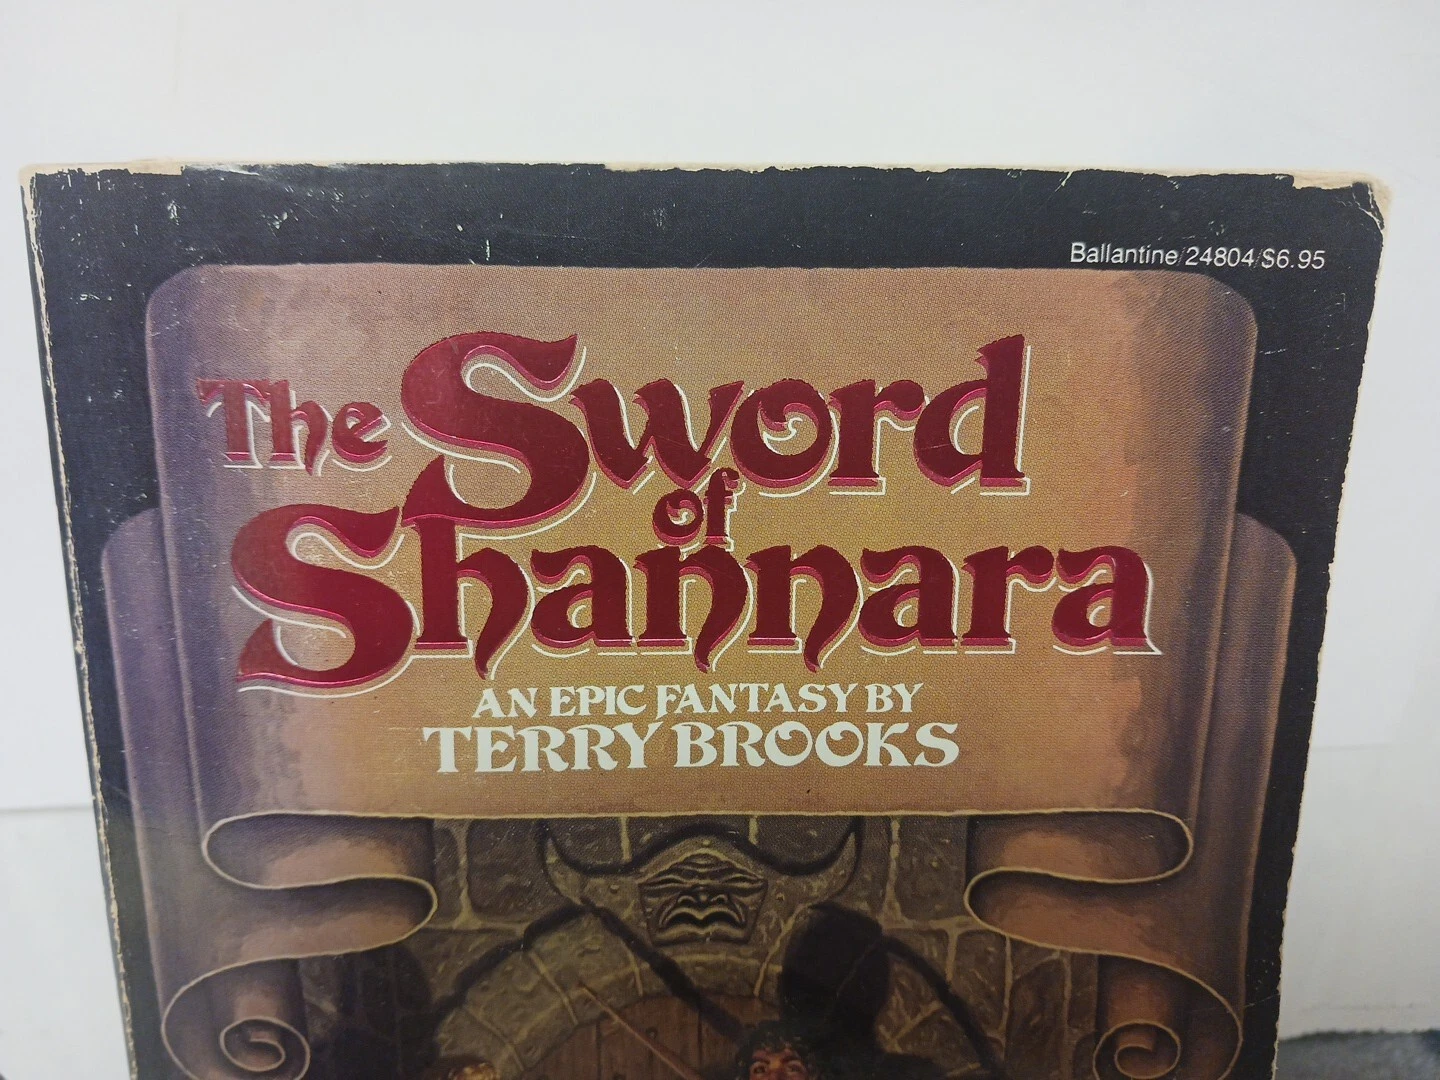 Ballantine/24804/$6.95
The Sword
of
Shannara
AN EPIC FANTASY BY
TERRY BROOKS